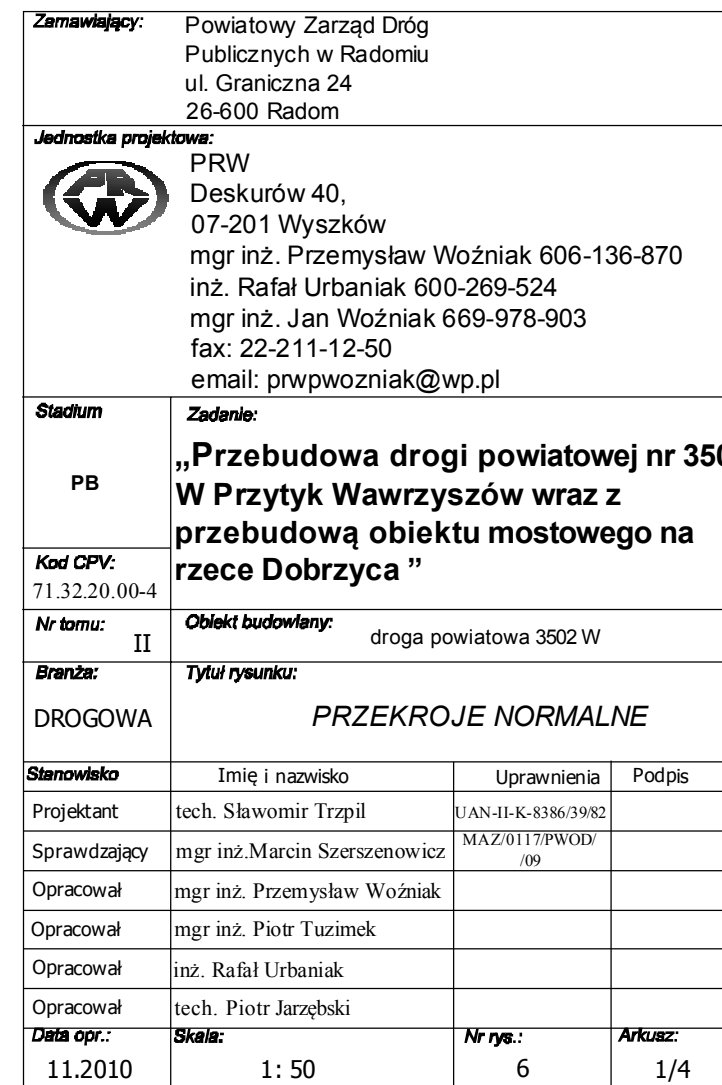 Zamawiający:
Powiatowy Zarząd Dróg
Publicznych w Radomiu
ul. Graniczna 24
26-600 Radom
Jednostka projektowa:
PRW
PRW
Deskurów 40,
07-201 Wyszków
mgr inż. Przemysław Woźniak 606-136-870
inż. Rafał Urbaniak 600-269-524
mgr inż. Jan Woźniak 669-978-903
fax: 22-211-12-50
email: prwpwozniak@wp.pl
Stadium
PB
Zadanie:
„Przebudowa drogi powiatowej nr 350
W Przytyk Wawrzyszów wraz z
przebudową obiektu mostowego na
rzece Dobrzyca ”
Kod CPV:
71.32.20.00-4
Nr tomu:
II
Obiekt budowlany:
droga powiatowa 3502 W
Branża:
DROGOWA
Tytuł rysunku:
PRZEKROJE NORMALNE
Stanowisko Imię i nazwisko Uprawnienia Podpis
Projektant tech. Sławomir Trzpil UAN-II-K-8386/39/82
Sprawdzający mgr inż.Marcin Szerszenowicz MAZ/0117/PWOD/
/09
Opracował mgr inż. Przemysław Woźniak
Opracował mgr inż. Piotr Tuzimek
Opracował inż. Rafał Urbaniak
Opracował tech. Piotr Jarzębski
Data opr.: Skala: Nr rys.: Arkusz:
11.2010 1: 50 6 1/4